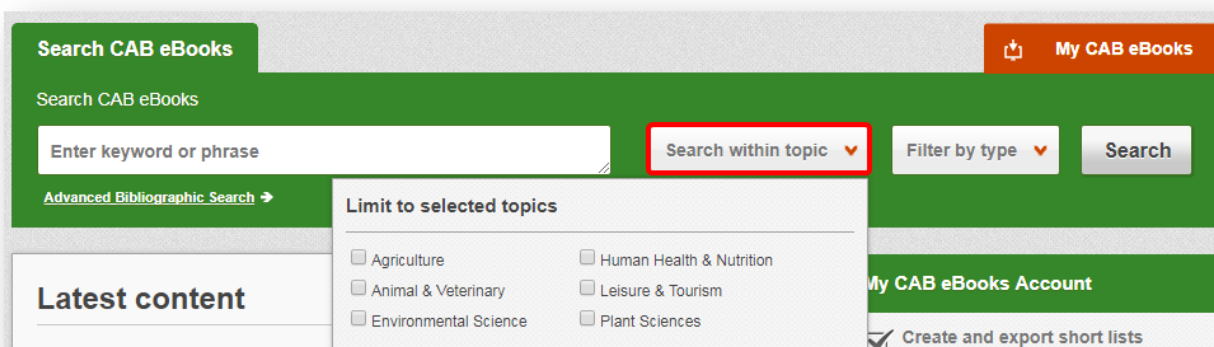 Search CAB eBooks
My CAB eBooks
Search CAB eBooks
Enter keyword or phrase
Search within topic
Filter by type
Search
Advanced Bibliographic Search
Limit to selected topics
Agriculture
Human Health & Nutrition
Animal & Veterinary
Leisure & Tourism
Environmental Science
Plant Sciences
Latest content
My CAB eBooks Account
Create and export short lists